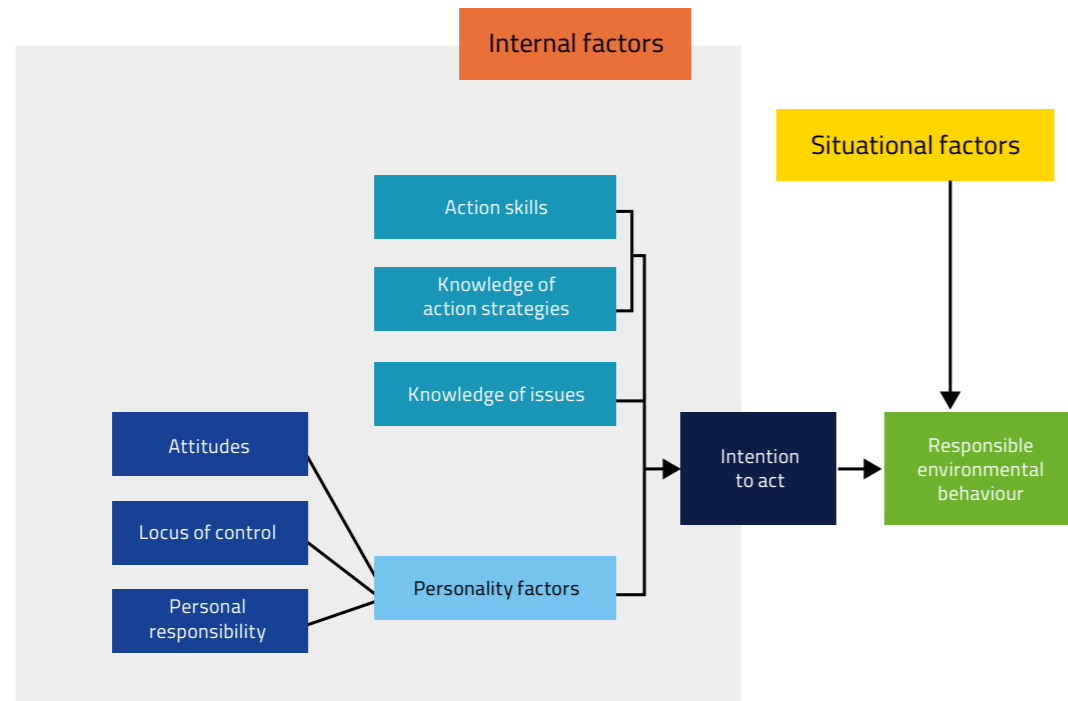 Internal factors
Situational factors
Action skills
Knowledge of
action strategies
Knowledge of issues
Attitudes
Locus of control
Personal
responsibility
Personality factors
Intention
to act
Responsible
environmental
behaviour